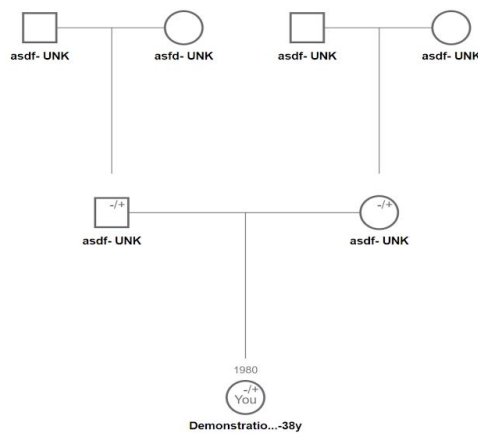 asdf- UNK
asfd- UNK
asdf- UNK
asdf- UNK
-/+
-/+
asdf- UNK
asdf- UNK
1980
-/+
You
Demonstratio...-38y